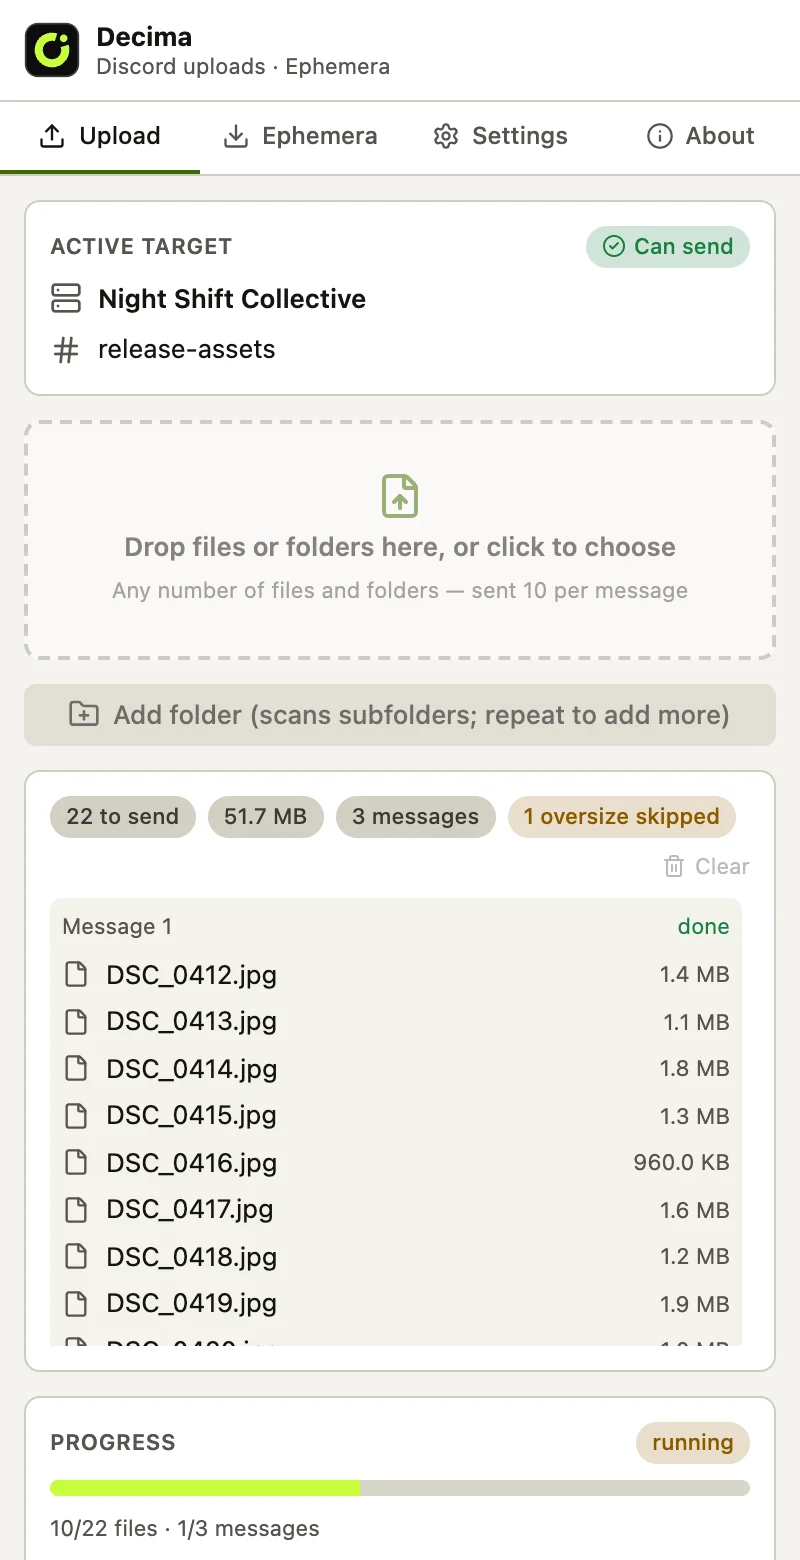 Decima
Discord uploads · Ephemera
Upload
Ephemera
Settings
About
ACTIVE TARGET
Can send
Night Shift Collective
release-assets
Drop files or folders here, or click to choose
Any number of files and folders — sent 10 per message
Add folder (scans subfolders; repeat to add more)
22 to send
51.7 MB
3 messages
1 oversize skipped
Clear
Message 1 done
DSC_0412.jpg 1.4 MB
DSC_0413.jpg 1.1 MB
DSC_0414.jpg 1.8 MB
DSC_0415.jpg 1.3 MB
DSC_0416.jpg 960.0 KB
DSC_0417.jpg 1.6 MB
DSC_0418.jpg 1.2 MB
DSC_0419.jpg 1.9 MB
PROGRESS
running
10/22 files · 1/3 messages